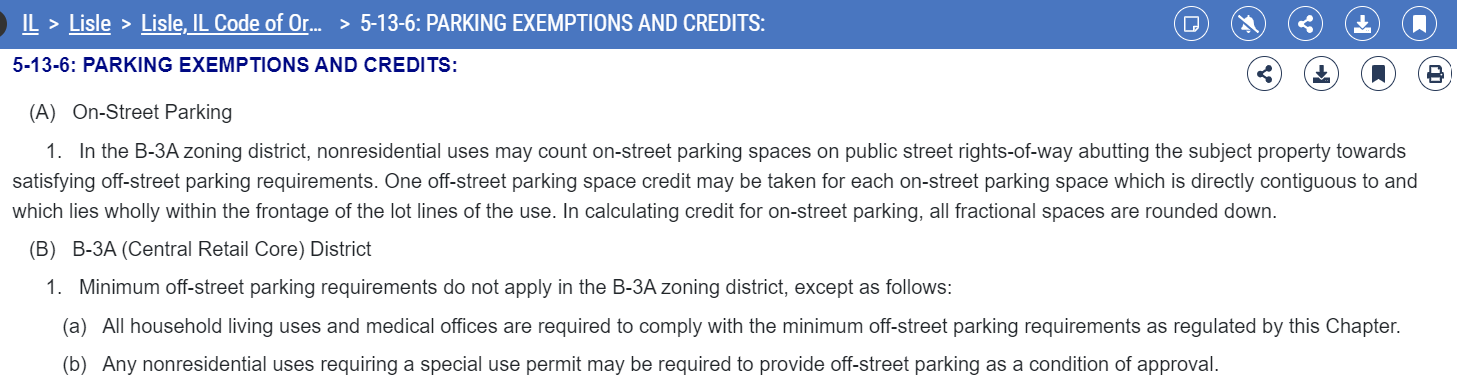 IL > Lisle > Lisle, IL Code of Or... > 5-13-6: PARKING EXEMPTIONS AND CREDITS:
5-13-6: PARKING EXEMPTIONS AND CREDITS:
(A) On-Street Parking
1. In the B-3A zoning district, nonresidential uses may count on-street parking spaces on public street rights-of-way abutting the subject property towards
satisfying off-street parking requirements. One off-street parking space credit may be taken for each on-street parking space which is directly contiguous to and
which lies wholly within the frontage of the lot lines of the use. In calculating credit for on-street parking, all fractional spaces are rounded down.
(B) B-3A (Central Retail Core) District
1. Minimum off-street parking requirements do not apply in the B-3A zoning district, except as follows:
(a) All household living uses and medical offices are required to comply with the minimum off-street parking requirements as regulated by this Chapter.
(b) Any nonresidential uses requiring a special use permit may be required to provide off-street parking as a condition of approval.